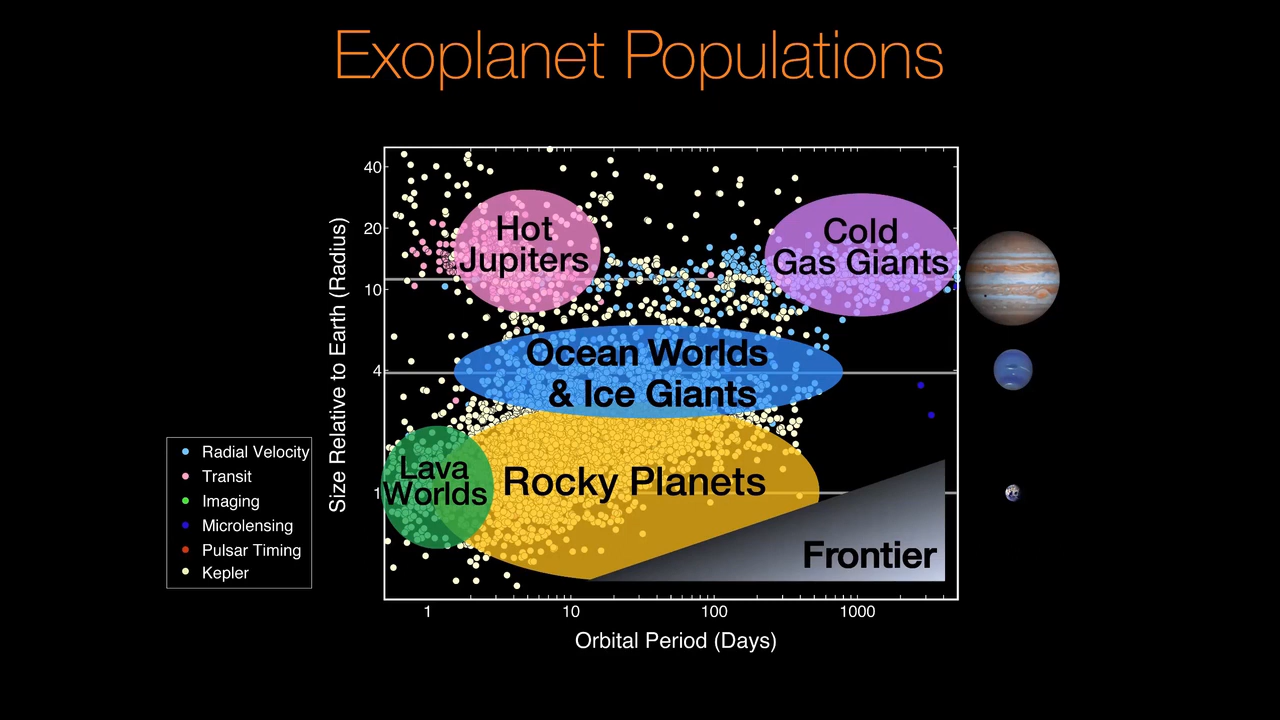 Exoplanet Populations
Size Relative to Earth (Radius)
40
20
10
4
1
Hot
Jupiters
Cold
Gas Giants
Ocean Worlds
& Ice Giants
Lava
Worlds
Rocky Planets
Frontier
Radial Velocity
Transit
Imaging
Microlensing
Pulsar Timing
Kepler
1
10
100
1000
Orbital Period (Days)